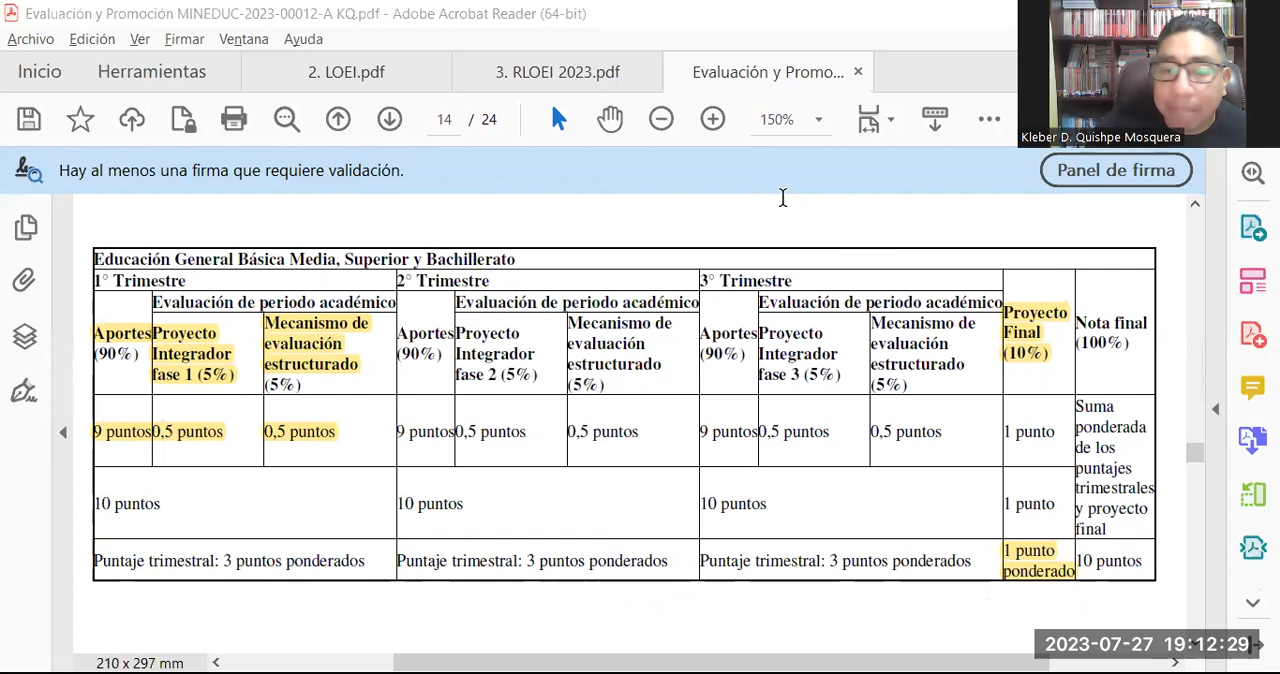 Evaluación y Promoción MINEDUC-2023-00012-A KQ.pdf - Adobe Acrobat Reader (64-bit)
Archivo Edición Ver Firmar Ventana Ayuda
Inicio Herramientas 2. LOEI.pdf 3. RLOEI 2023.pdf Evaluación y Promo... ×
14 / 24 150%
Kleber D. Quishpe Mosquera
Hay al menos una firma que requiere validación. Panel de firma
Educación General Básica Media, Superior y Bachillerato
1° Trimestre 2° Trimestre 3° Trimestre
Evaluación de periodo académico Evaluación de periodo académico Evaluación de periodo académico
Aportes (90%)
Proyecto Integrador fase 1 (5%)
Mecanismo de evaluación estructurado (5%)
Aportes (90%)
Proyecto Integrador fase 2 (5%)
Mecanismo de evaluación estructurado (5%)
Aportes (90%)
Proyecto Integrador fase 3 (5%)
Mecanismo de evaluación estructurado (5%)
Proyecto Final (10%)
Nota final (100%)
9 puntos 0,5 puntos 0,5 puntos 9 puntos 0,5 puntos 0,5 puntos 9 puntos 0,5 puntos 0,5 puntos 1 punto
Suma ponderada de los puntajes trimestrales y proyecto final
10 puntos 10 puntos 10 puntos 1 punto
Puntaje trimestral: 3 puntos ponderados Puntaje trimestral: 3 puntos ponderados Puntaje trimestral: 3 puntos ponderados 1 punto ponderado 10 puntos
2023-07-27 19:12:29
210 x 297 mm